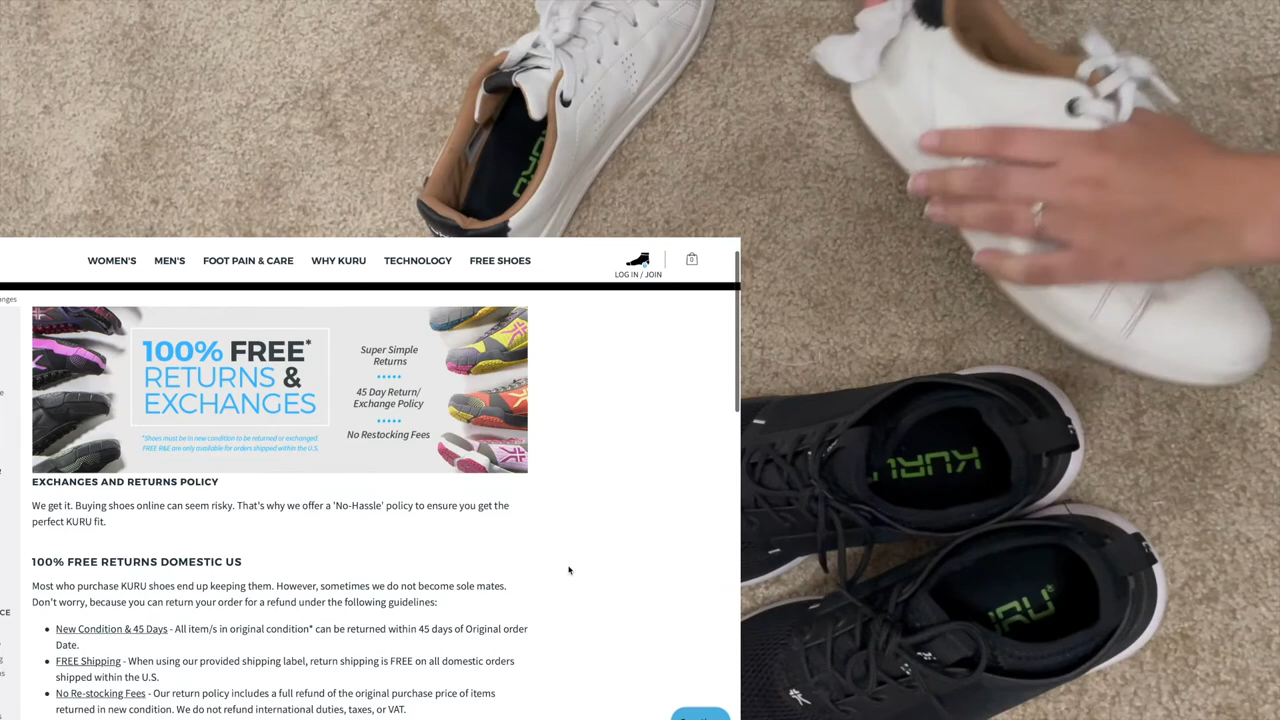 KURU
WOMEN'S MEN'S FOOT PAIN & CARE WHY KURU TECHNOLOGY FREE SHOES
0
LOG IN / JOIN
anges
100% FREE*
RETURNS &
EXCHANGES
*Shoes must be in new condition to be returned or exchanged.
FREE R&E are only available for orders shipped within the U.S.
Super Simple
Returns
45 Day Return/
Exchange Policy
No Restocking Fees
EXCHANGES AND RETURNS POLICY
We get it. Buying shoes online can seem risky. That's why we offer a 'No-Hassle' policy to ensure you get the
perfect KURU fit.
100% FREE RETURNS DOMESTIC US
Most who purchase KURU shoes end up keeping them. However, sometimes we do not become sole mates.
Don't worry, because you can return your order for a refund under the following guidelines:
New Condition & 45 Days - All item/s in original condition* can be returned within 45 days of Original order
Date.
FREE Shipping - When using our provided shipping label, return shipping is FREE on all domestic orders
shipped within the U.S.
No Re-stocking Fees - Our return policy includes a full refund of the original purchase price of items
returned in new condition. We do not refund international duties, taxes, or VAT.
KURU
KURU